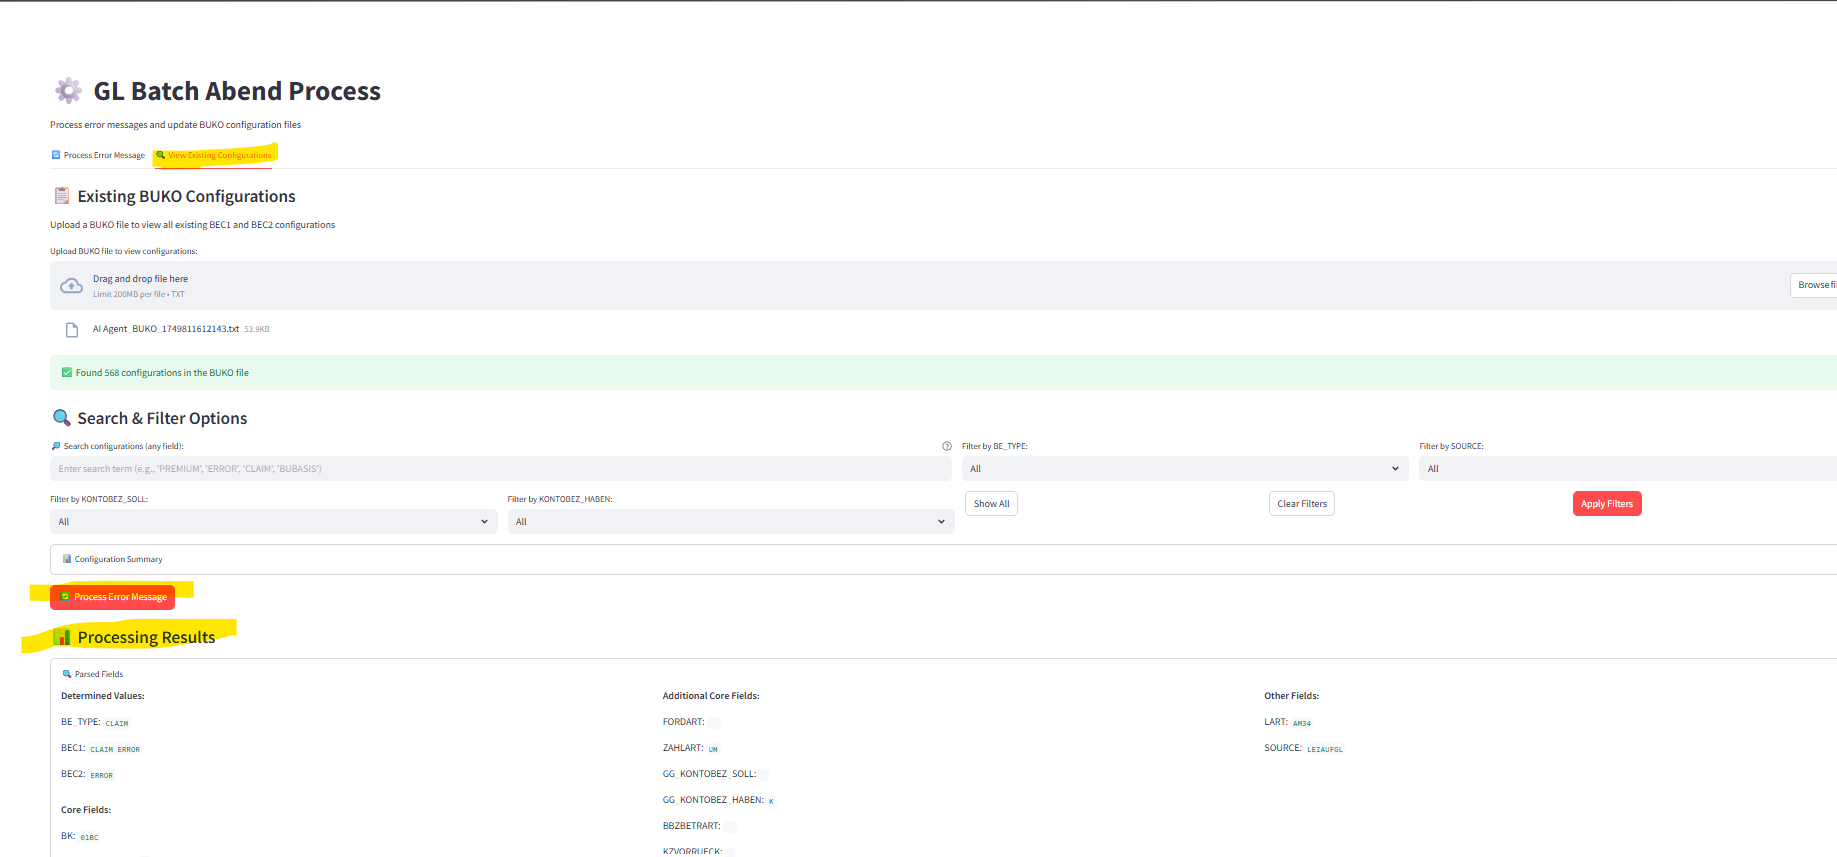 GL Batch Abend Process
Process error messages and update BUKO configuration files
Process Error Message View Existing Configurations
Existing BUKO Configurations
Upload a BUKO file to view all existing BEC1 and BEC2 configurations
Upload BUKO file to view configurations:
Drag and drop file here
Limit 200MB per file • TXT
Browse fil
AI Agent_BUKO_1749811612143.txt 53.9KB
Found 568 configurations in the BUKO file
Search & Filter Options
Search configurations (any field): Filter by BE_TYPE: Filter by SOURCE:
Enter search term (e.g., 'PREMIUM', 'ERROR', 'CLAIM', 'BUBASIS') All All
Filter by KONTOBEZ_SOLL: Filter by KONTOBEZ_HABEN: Show All Clear Filters Apply Filters
All All
Configuration Summary
Process Error Message
Processing Results
Parsed Fields
Determined Values: Additional Core Fields: Other Fields:
BE_TYPE: CLAIM FORDART: LART: AM34
BEC1: CLAIM ERROR ZAHLART: UM SOURCE: LEIAUFGL
BEC2: ERROR GG_KONTOBEZ_SOLL:
GG_KONTOBEZ_HABEN: K
Core Fields:
BBZBETRART:
BK: 01BC
KZVORRUECK: